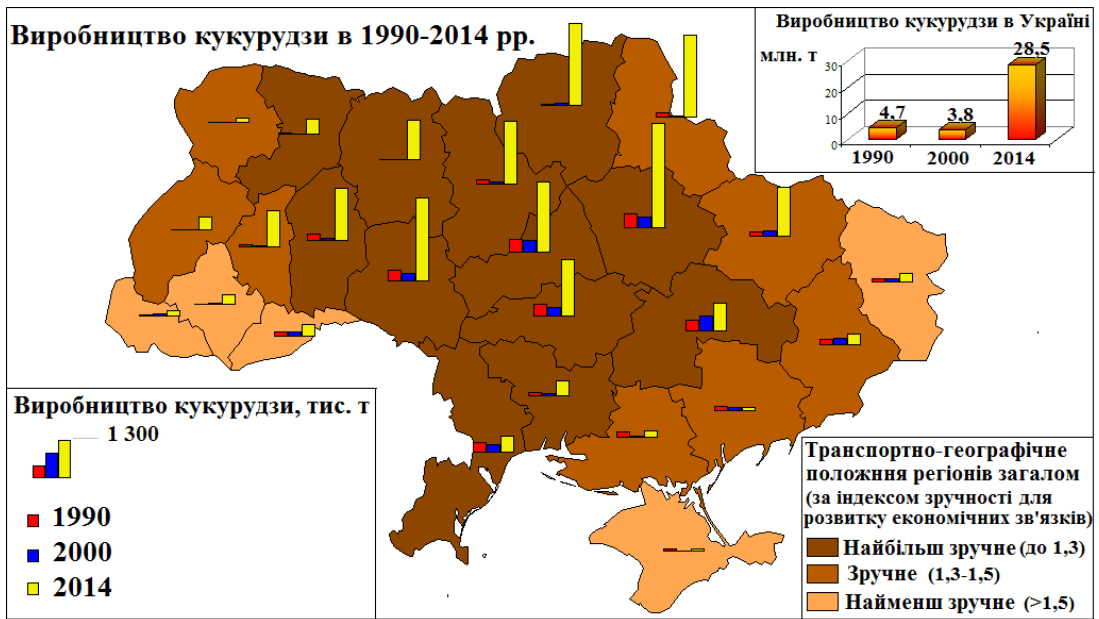 Виробництво кукурудзи в 1990-2014 рр.
Виробництво кукурудзи в Україні
млн. т
30
20
10
0
4,7
3,8
28,5
1990
2000
2014
Виробництво кукурудзи, тис. т
1 300
1990
2000
2014
Транспортно-географічне
положння регіонів загалом
(за індексом зручності для
розвитку економічних зв'язків)
Найбільш зручне (до 1,3)
Зручне (1,3-1,5)
Найменш зручне (>1,5)